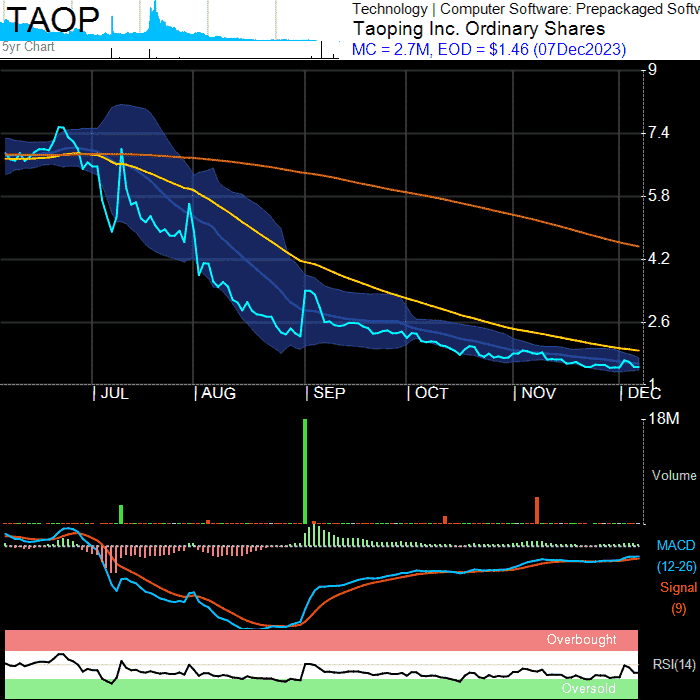 TAOP
5yr Chart
Technology | Computer Software: Prepackaged Softw
Taoping Inc. Ordinary Shares
MC = 2.7M, EOD = $1.46 (07Dec2023)
9
7.4
5.8
4.2
2.6
1
JUL AUG SEP OCT NOV DEC
18M
Volume
MACD
(12-26)
Signal
(9)
Overbought
RSI(14)
Oversold